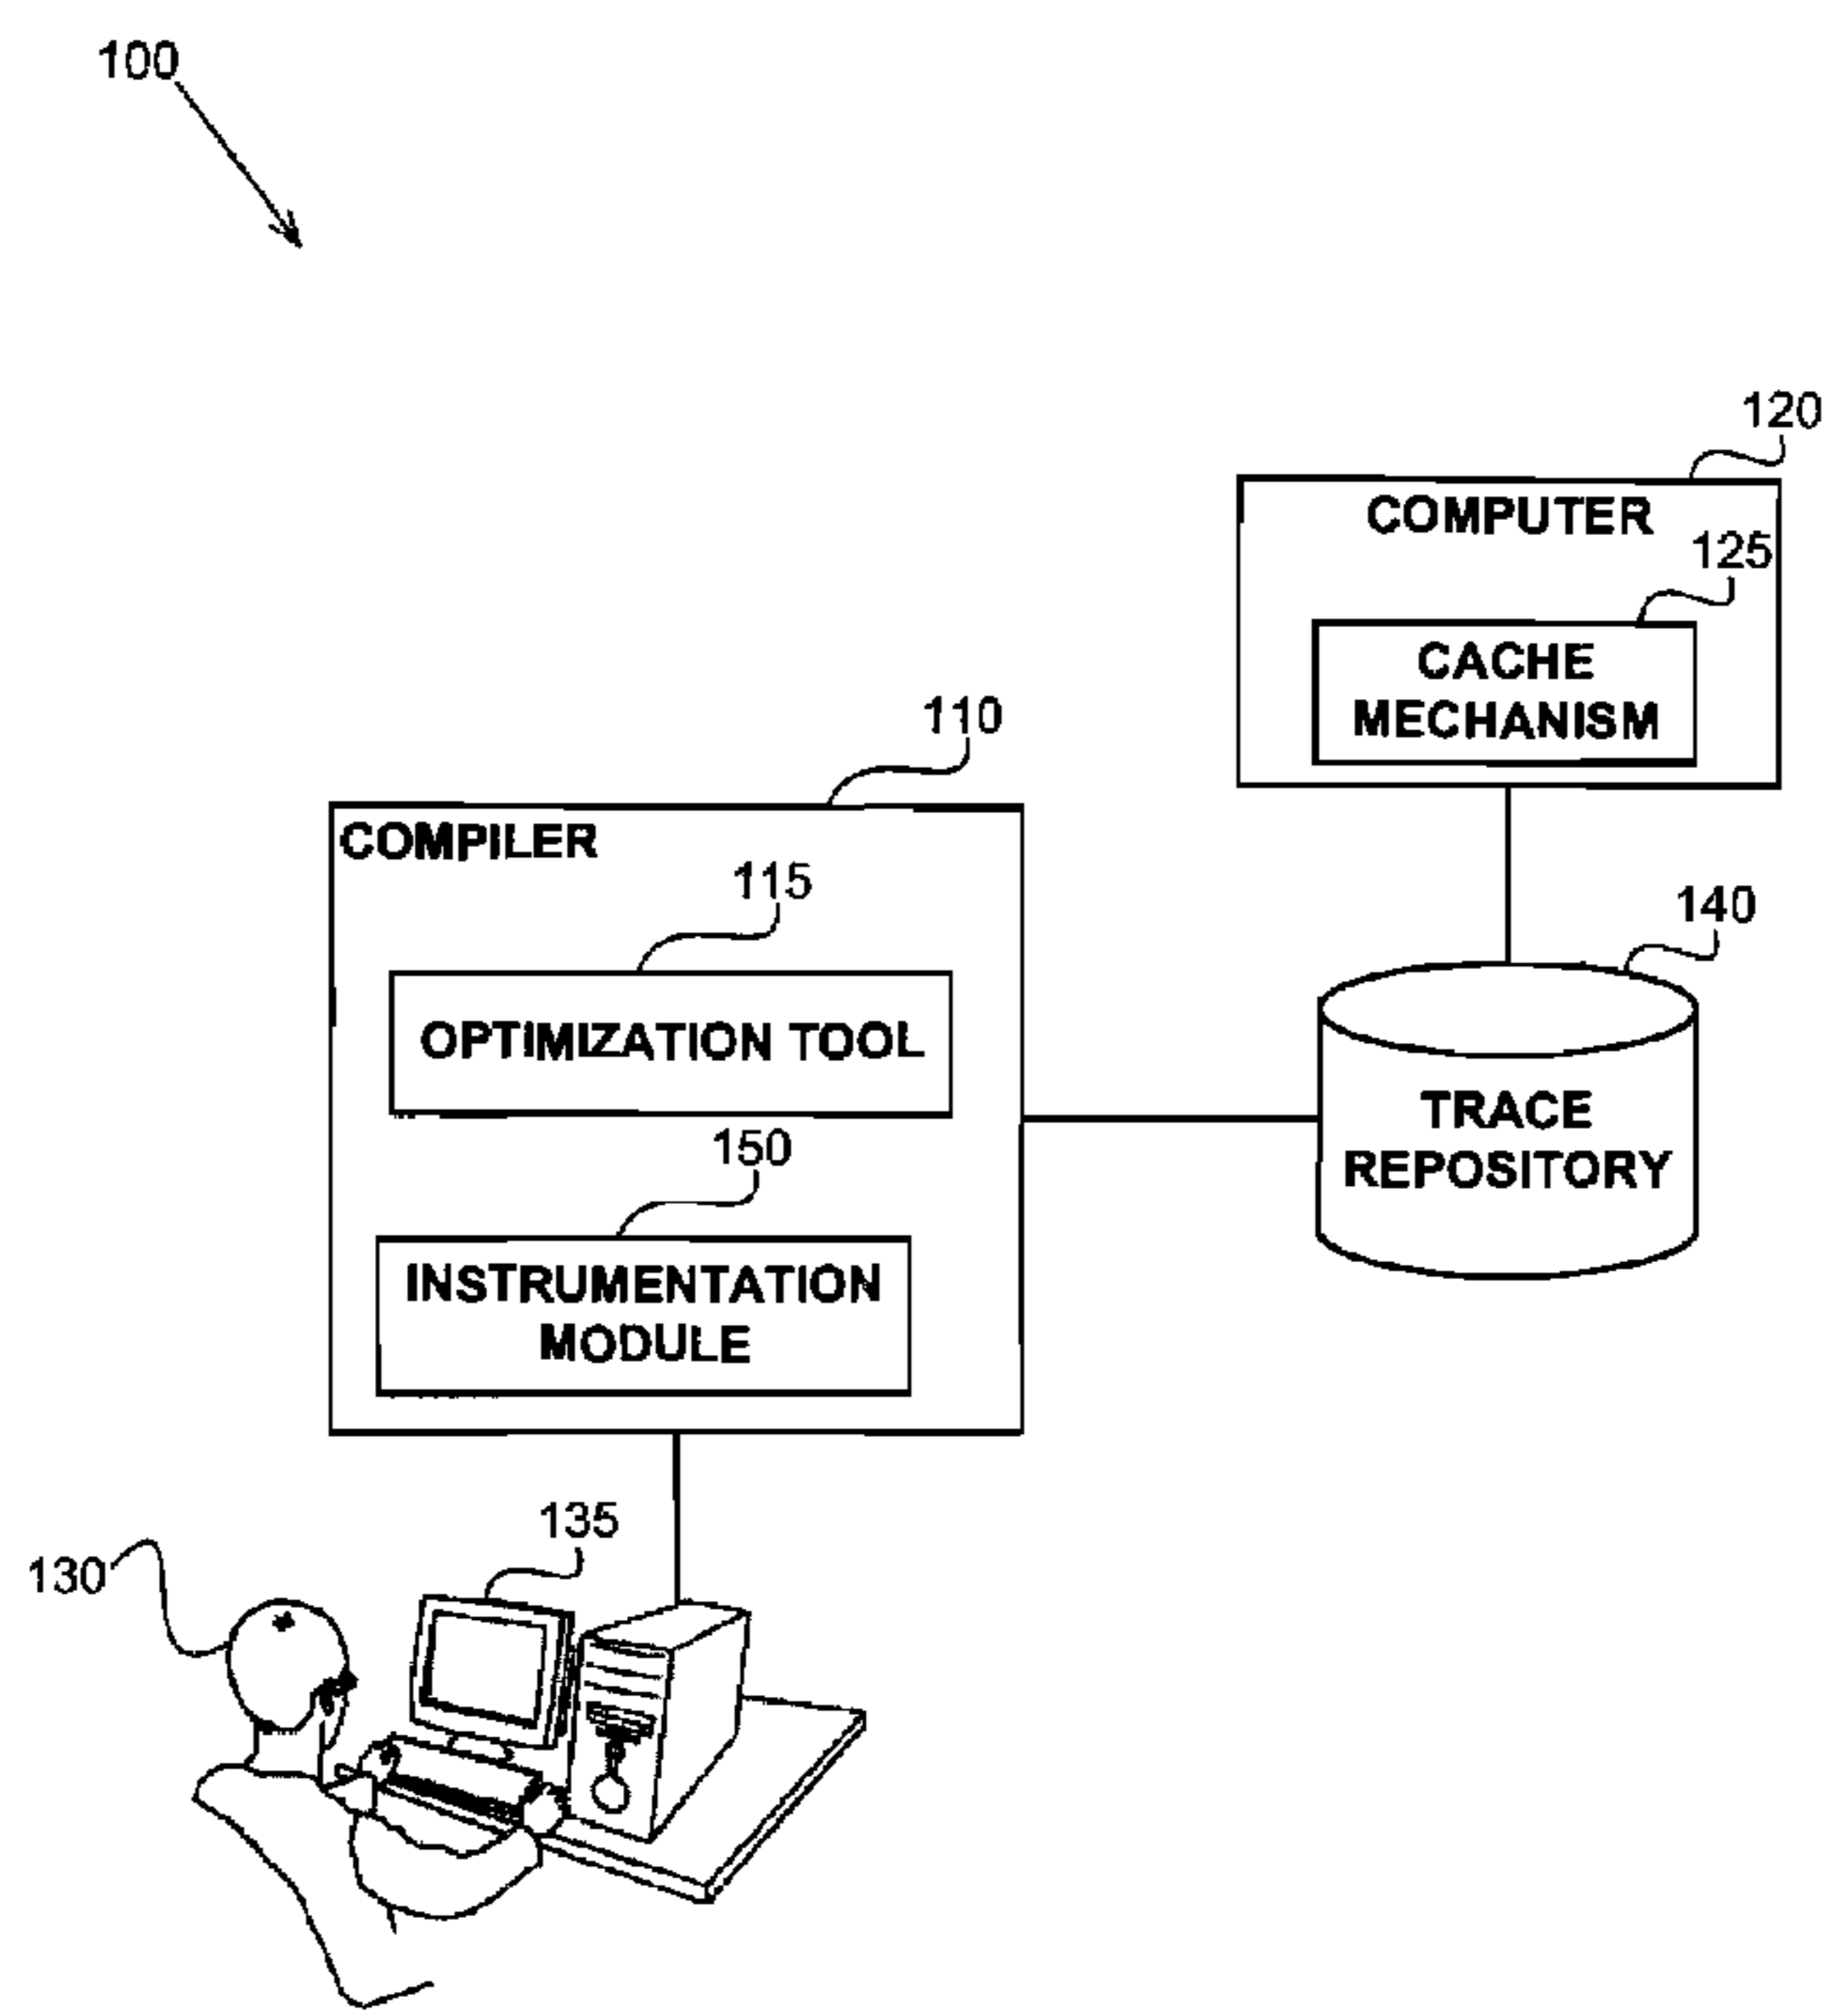 100
120
COMPUTER
125
CACHE
MECHANISM
110
COMPILER
115
OPTIMIZATION TOOL
150
INSTRUMENTATION
MODULE
140
TRACE
REPOSITORY
135
130